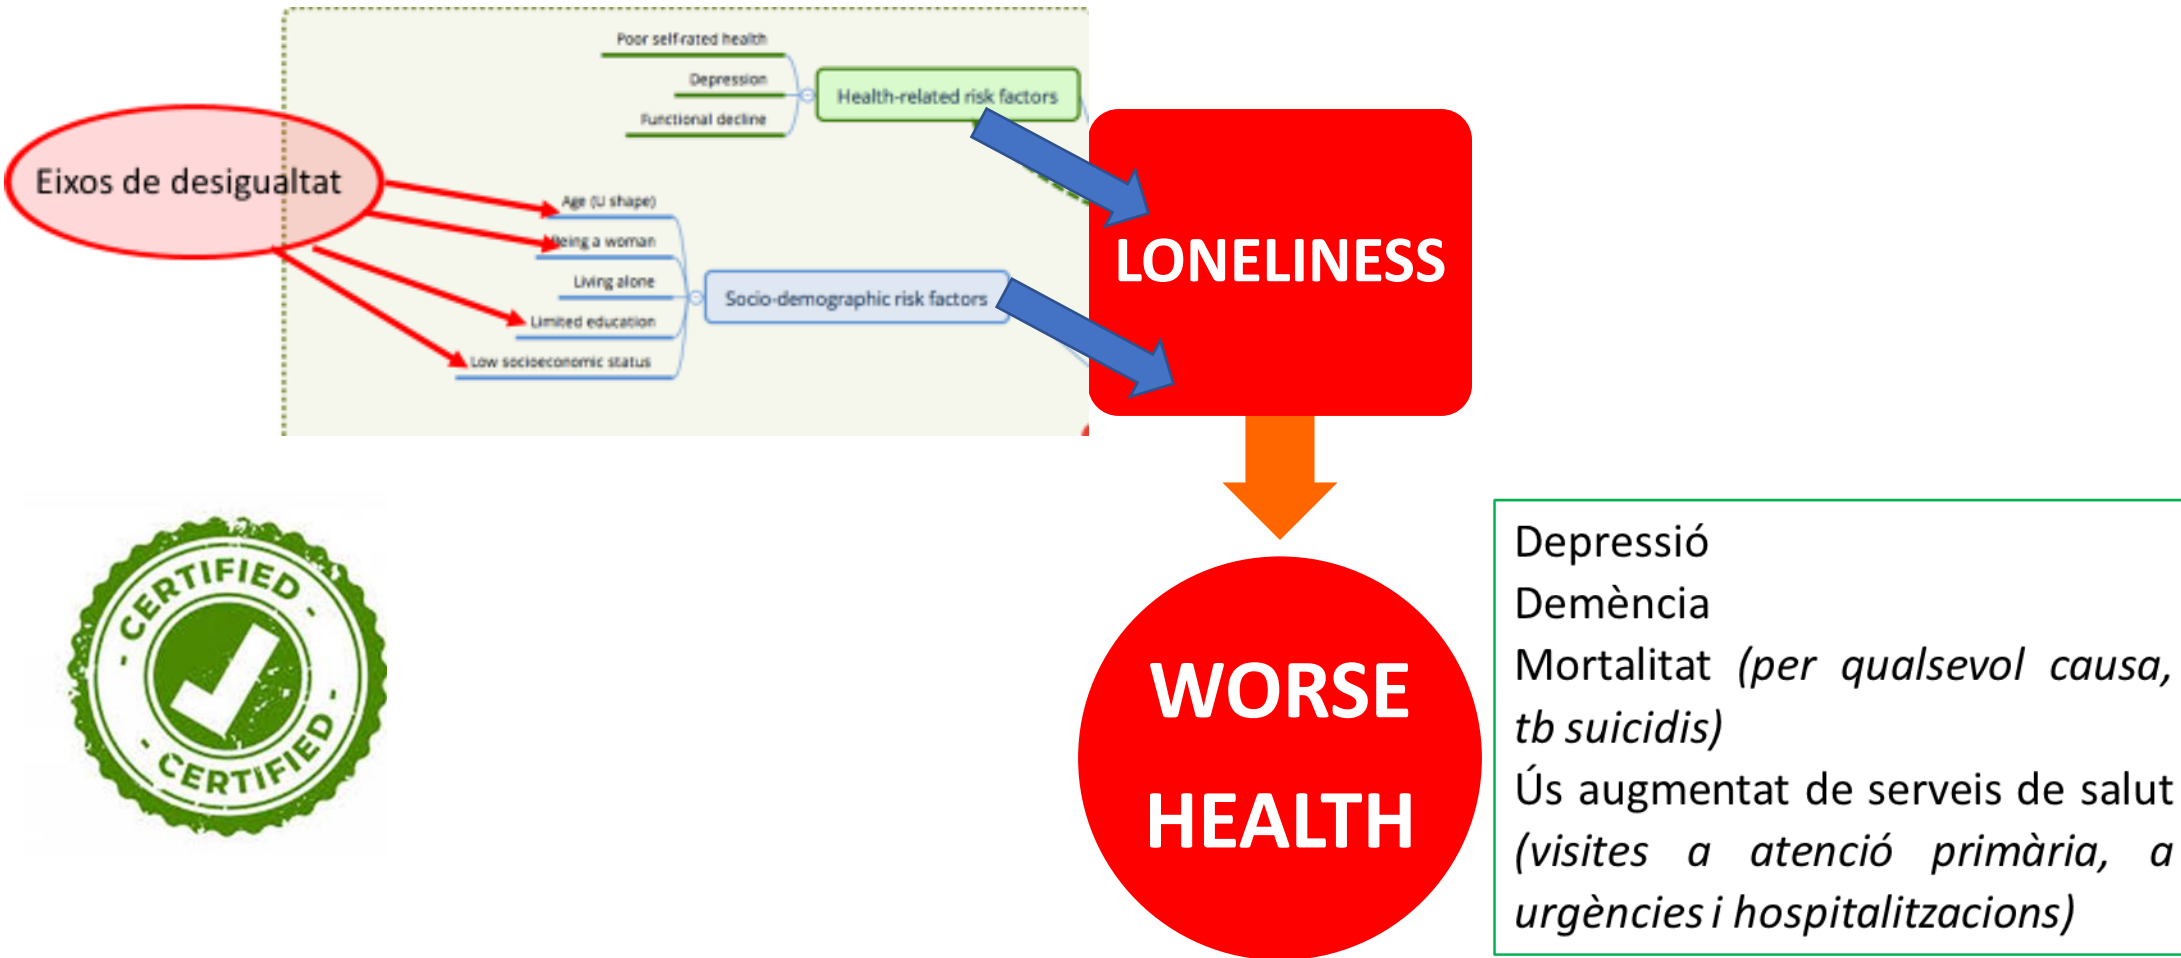 Poor self-rated health
Depression
Functional decline
Health-related risk factors
Eixos de desigualtat
Age (U shape)
Being a woman
Living alone
Limited education
Low socioeconomic status
Socio-demographic risk factors
LONELINESS
- CERTIFIED -
- CERTIFIED -
WORSE
HEALTH
Depressió
Demència
Mortalitat (per qualsevol causa,
tb suicidis)
Ús augmentat de serveis de salut
(visites a atenció primària, a
urgències i hospitalitzacions)